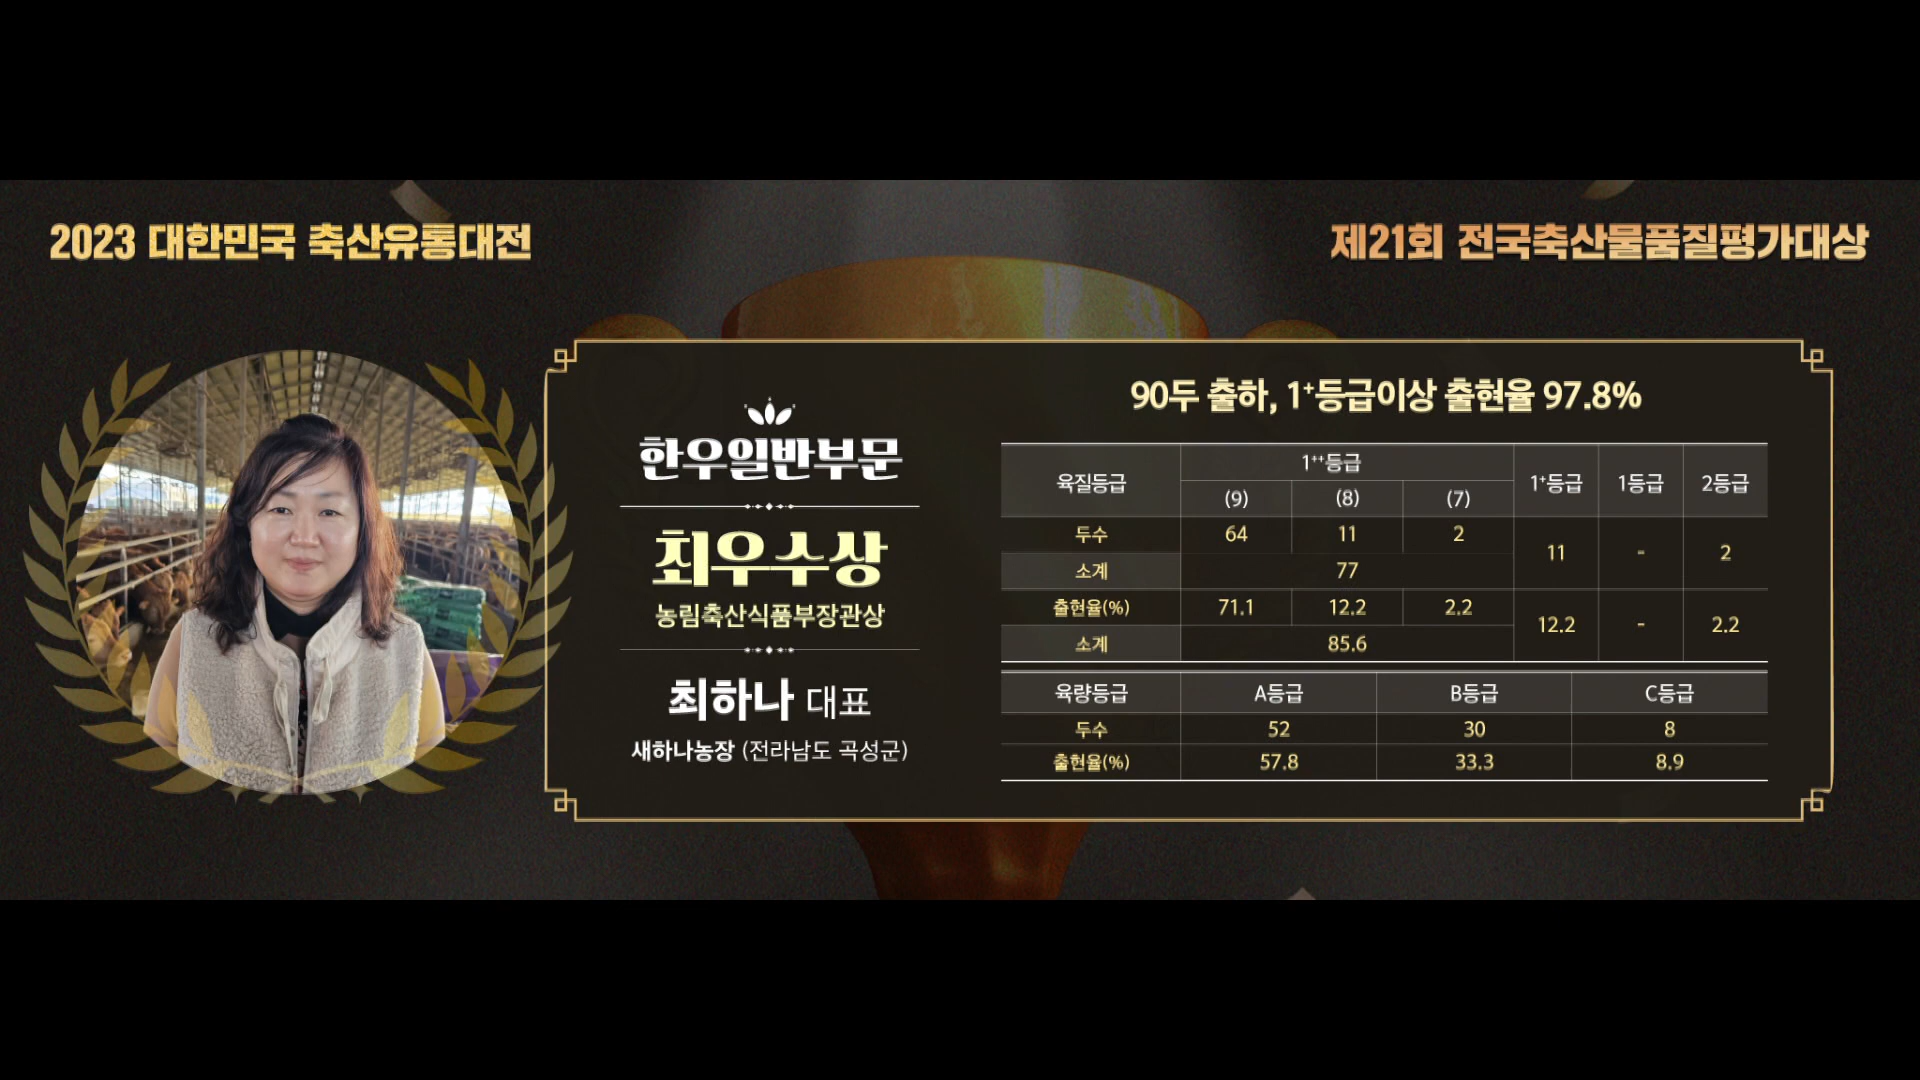 2023 대한민국 축산유통대전
제21회 전국축산물품질평가대상
한우일반부문
최우수상
농림축산식품부장관상
최하나 대표
새하나농장 (전라남도 곡성군)
90두 출하, 1+등급이상 출현율 97.8%
육질등급 1++등급 1+등급 1등급 2등급
(9) (8) (7)
두수 64 11 2 11 - 2
소계 77
출현율(%) 71.1 12.2 2.2 12.2 - 2.2
소계 85.6
육량등급 A등급 B등급 C등급
두수 52 30 8
출현율(%) 57.8 33.3 8.9